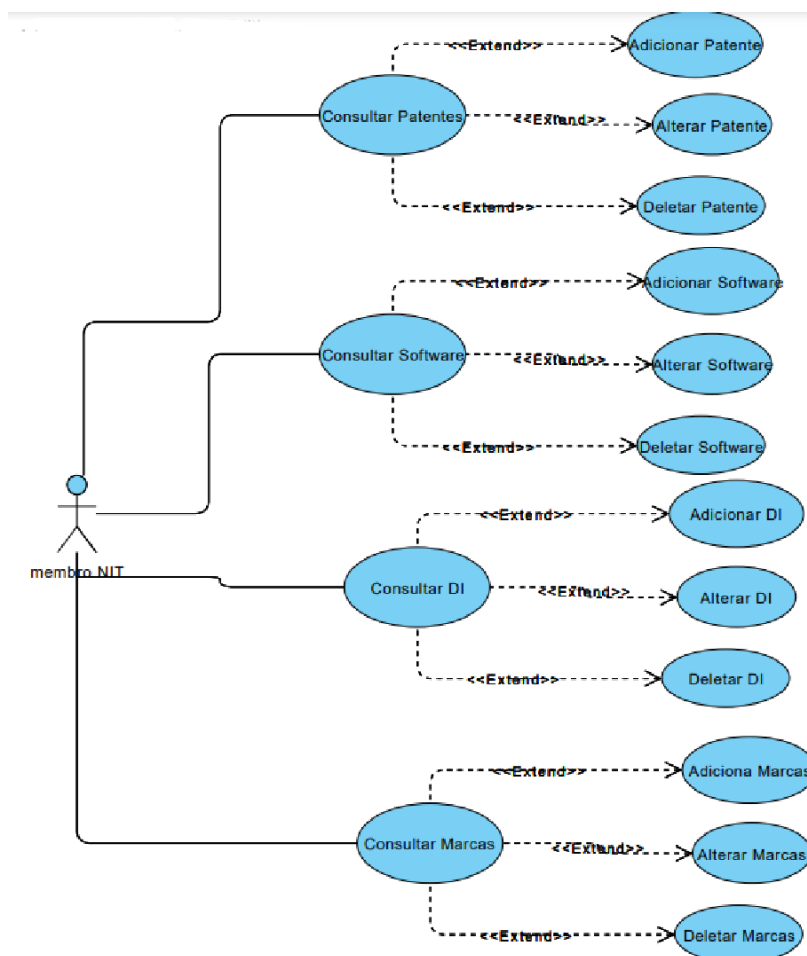 <<Extend>>
Adicionar Patente
Consultar Patentes
<<Extend>>
Alterar Patente
<<Extend>>
Deletar Patente
<<Extend>>
Adicionar Software
Consultar Software
<<Extend>>
Alterar Software
<<Extend>>
Deletar Software
membro NIT
<<Extend>>
Adicionar DI
Consultar DI
<<Extend>>
Alterar DI
<<Extend>>
Deletar DI
<<Extend>>
Adiciona Marcas
Consultar Marcas
<<Extend>>
Alterar Marcas
<<Extend>>
Deletar Marcas